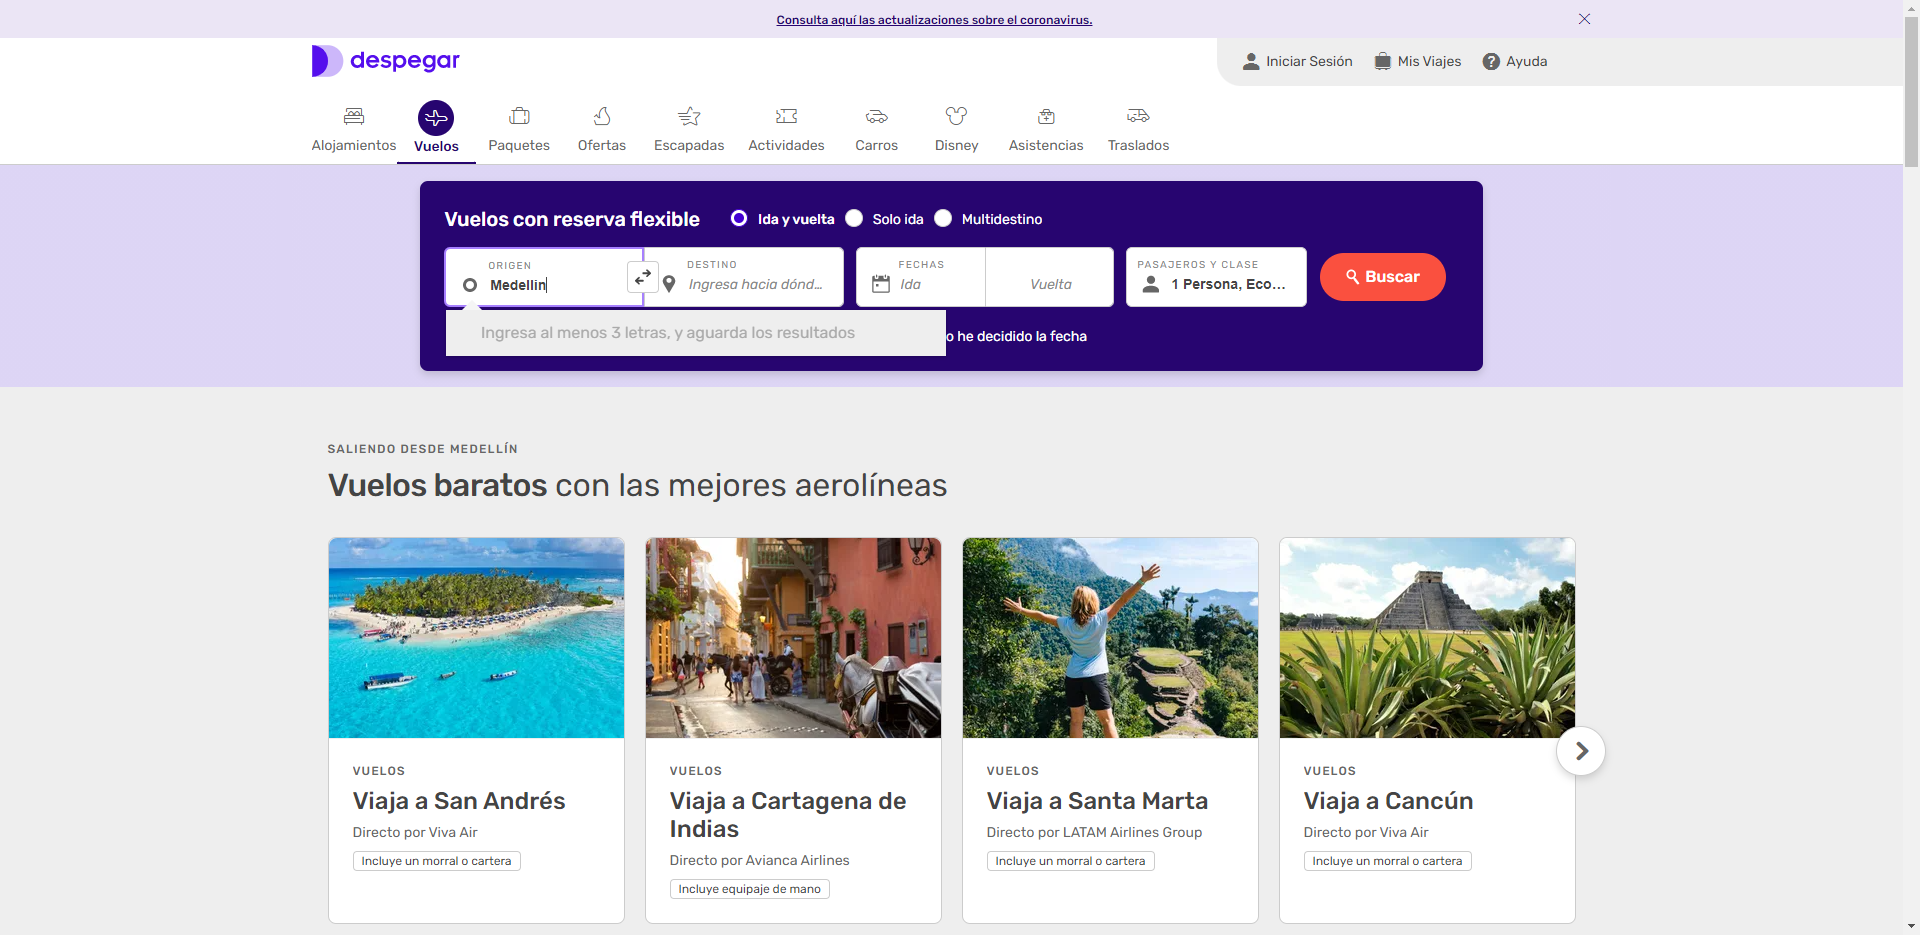 Consulta aquí las actualizaciones sobre el coronavirus.
despegar
Iniciar Sesión
Mis Viajes
Ayuda
Alojamientos
Vuelos
Paquetes
Ofertas
Escapadas
Actividades
Carros
Disney
Asistencias
Traslados
Vuelos con reserva flexible
Ida y vuelta
Solo ida
Multidestino
ORIGEN
Medellin
DESTINO
Ingresa hacia dónd...
FECHAS
Ida
Vuelta
PASAJEROS Y CLASE
1 Persona, Eco...
Buscar
Ingresa al menos 3 letras, y aguarda los resultados
o he decidido la fecha
SALIENDO DESDE MEDELLÍN
Vuelos baratos con las mejores aerolíneas
VUELOS
Viaja a San Andrés
Directo por Viva Air
Incluye un morral o cartera
VUELOS
Viaja a Cartagena de
Indias
Directo por Avianca Airlines
Incluye equipaje de mano
VUELOS
Viaja a Santa Marta
Directo por LATAM Airlines Group
Incluye un morral o cartera
VUELOS
Viaja a Cancún
Directo por Viva Air
Incluye un morral o cartera